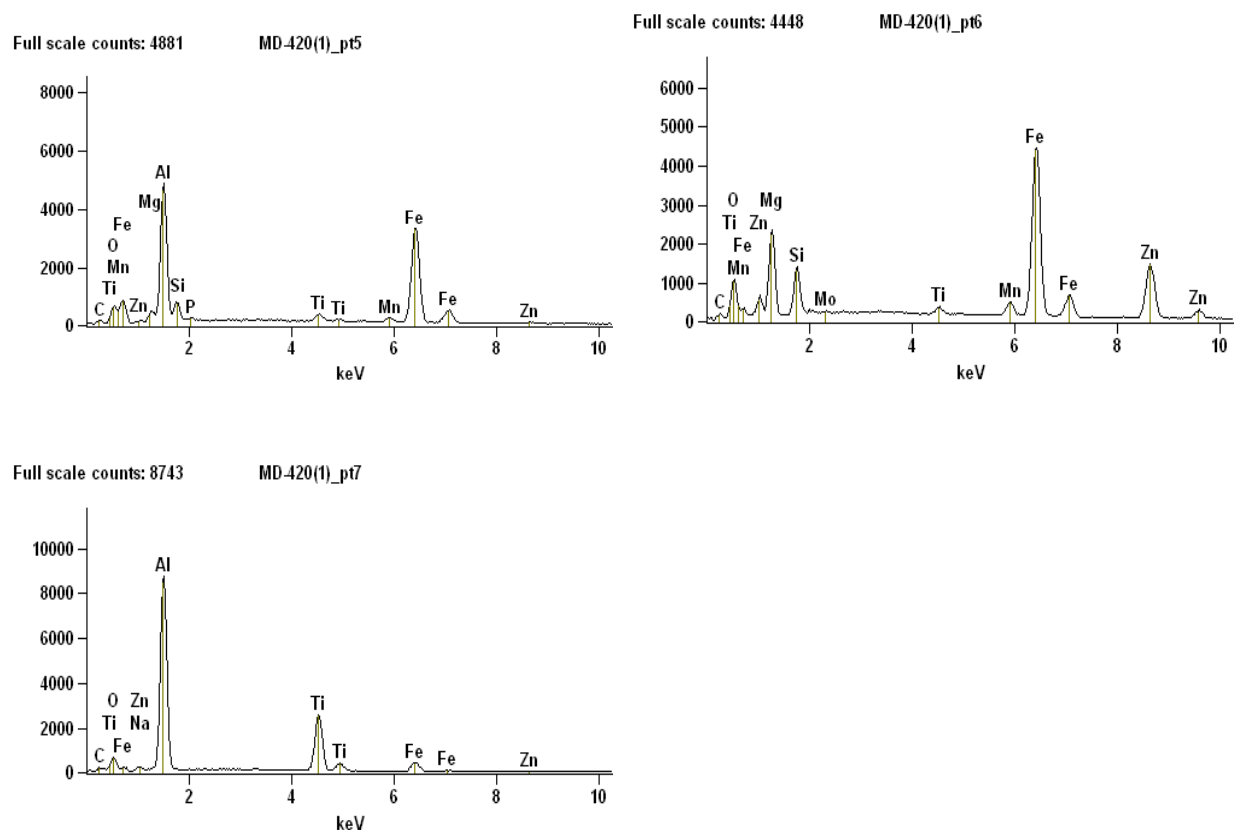 Full scale counts: 4881 MD-420(1)_pt5
8000
6000
4000
2000
0
Al
Mg
Fe
O
Mn
Ti
C
Zn
Si
P
Ti
Ti
Mn
Fe
Fe
Zn
2 4 6 8 10
keV
Full scale counts: 4448 MD-420(1)_pt6
6000
5000
4000
3000
2000
1000
0
O
Ti
Mg
Zn
Fe
Mn
C
Si
Mo
Ti
Mn
Fe
Fe
Zn
Zn
2 4 6 8 10
keV
Full scale counts: 8743 MD-420(1)_pt7
10000
8000
6000
4000
2000
0
Al
O Zn
Ti Na
Fe
C
Ti
Ti
Fe
Fe
Zn
2 4 6 8 10
keV